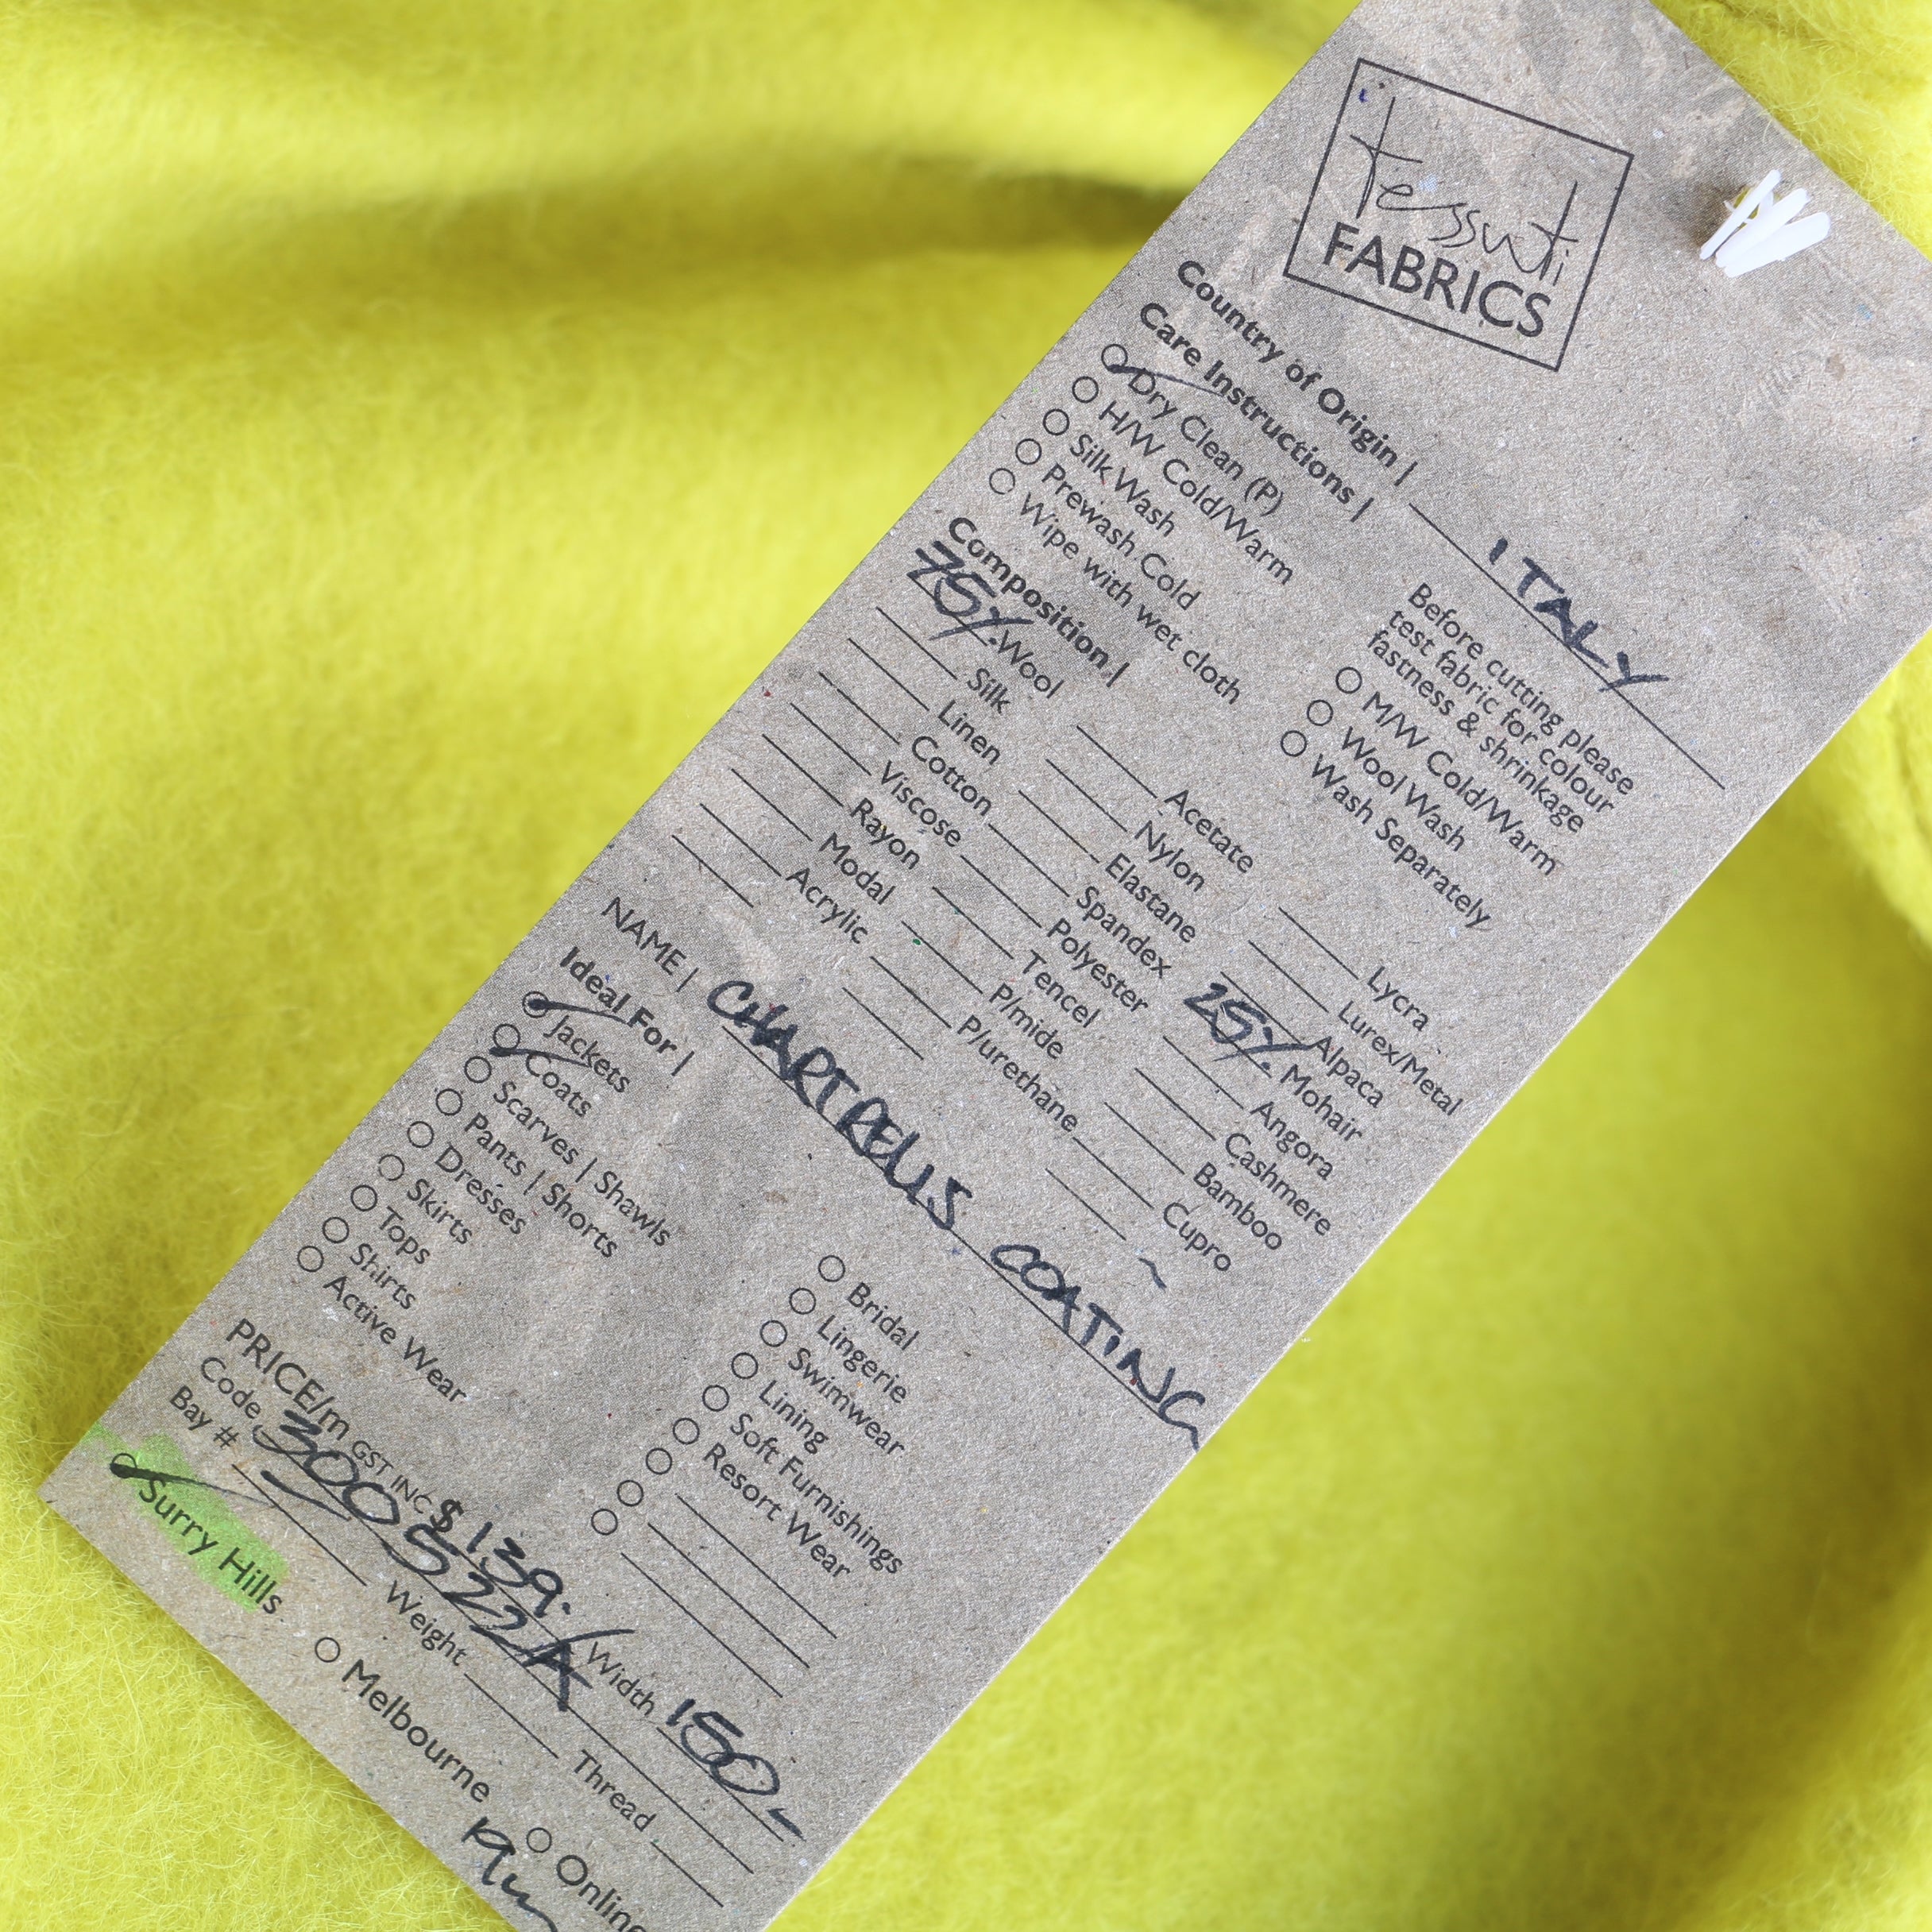 tessuti
FABRICS
Country of Origin | ITALY
Care Instructions |
Before cutting please
test fabric for colour
fastness & shrinkage
Dry Clean (P)
H/W Cold/Warm
Silk Wash
Prewash Cold
Wipe with wet cloth
M/W Cold/Warm
Wool Wash
Wash Separately
Composition |
75% Wool Acetate Lycra
Silk Nylon Lurex/Metal
Linen Elastane Alpaca
Cotton Spandex 25% Mohair
Viscose Polyester Angora
Rayon Tencel Cashmere
Modal P/mide Bamboo
Acrylic P/urethane Cupro
NAME | CHARTREUS COATING
Ideal For |
Jackets
Coats
Scarves | Shawls
Pants | Shorts
Dresses
Skirts
Tops
Shirts
Active Wear
Bridal
Lingerie
Swimwear
Lining
Soft Furnishings
Resort Wear
PRICE/m GST INC $ 139. Width 150-
Code 300522A
Bay # Weight Thread
Surry Hills Melbourne Online